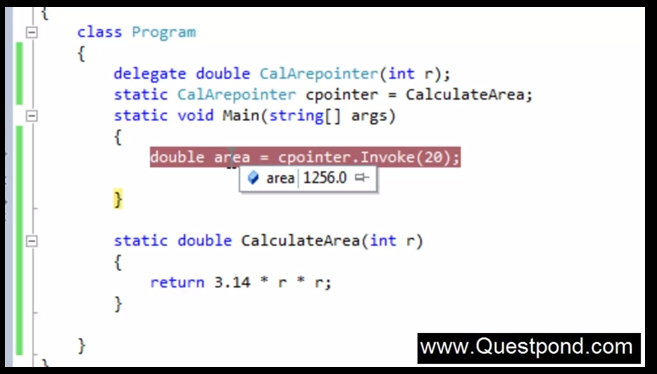 {
class Program
{
delegate double CalArepointer(int r);
static CalArepointer cpointer = CalculateArea;
static void Main(string[] args)
{
double area = cpointer.Invoke(20);
area 1256.0
}
static double CalculateArea(int r)
{
return 3.14 * r * r;
}
}
www.Questpond.com
}